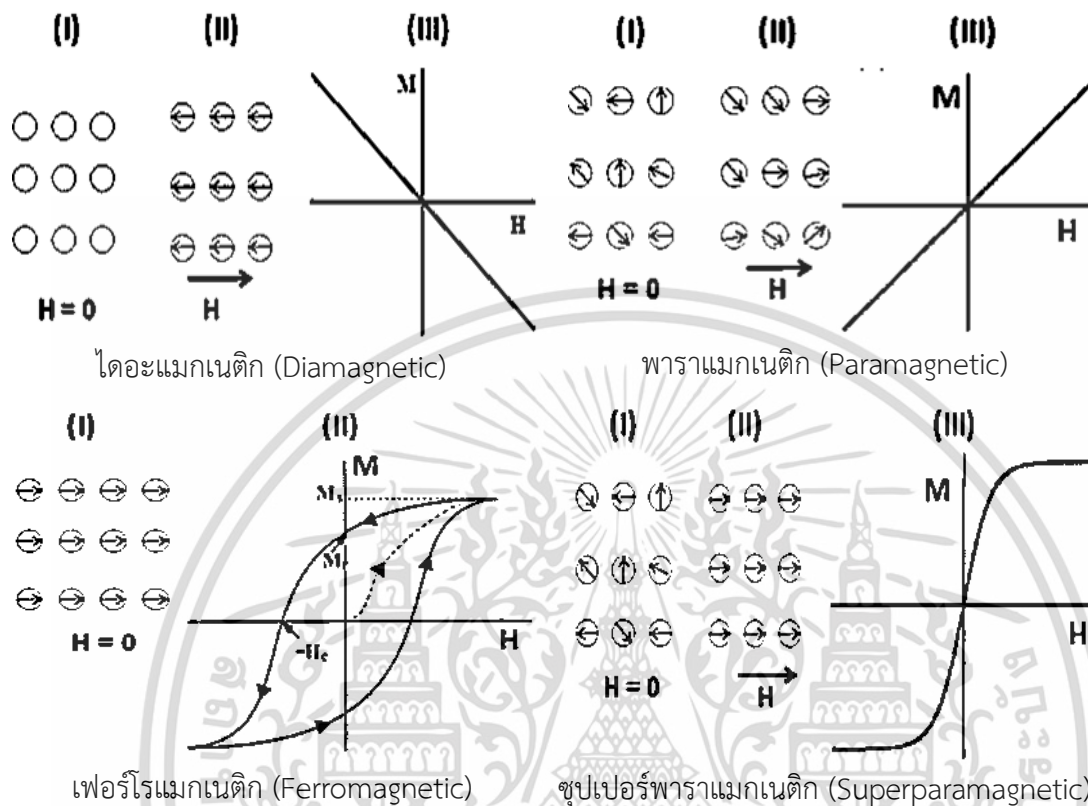 (I) (II) (III) (I) (II) (III)
M M
H H
H = 0 H H = 0 H
ไดอะแมกเนติก (Diamagnetic) พาราแมกเนติก (Paramagnetic)
(I) (II) (I) (II) (III)
M M
Ms
Mr
H H
-Hc
H = 0 H = 0 H
เฟอร์โรแมกเนติก (Ferromagnetic) ซุปเปอร์พาราแมกเนติก (Superparamagnetic)